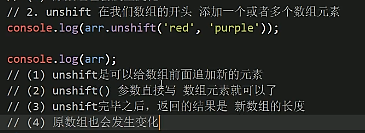 // 2. unshift 在我们数组的开头 添加一个或者多个数组元素
console.log(arr.unshift('red', 'purple'));
console.log(arr);
// (1) unshift是可以给数组前面追加新的元素
// (2) unshift() 参数直接写 数组元素就可以了
// (3) unshift完毕之后，返回的结果是 新数组的长度
// (4) 原数组也会发生变化